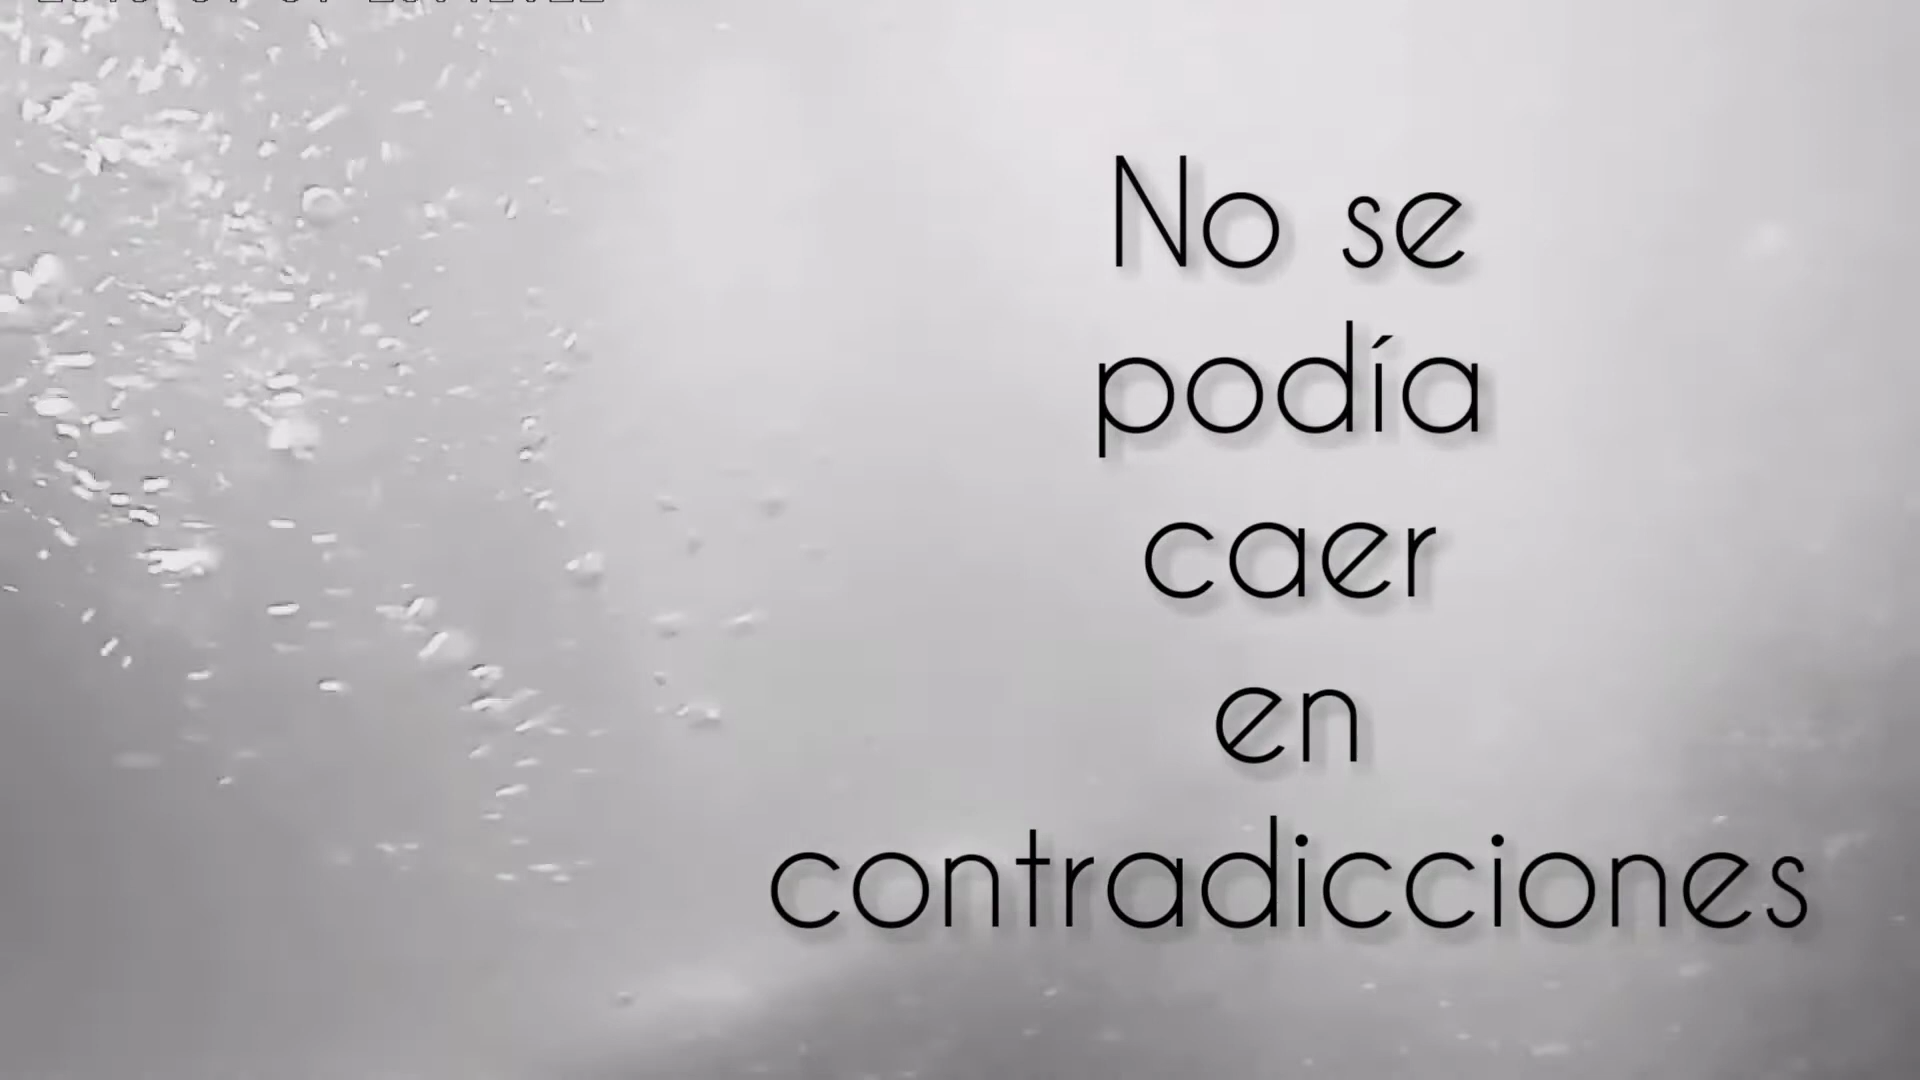 No se
podía
caer
en
contradicciones